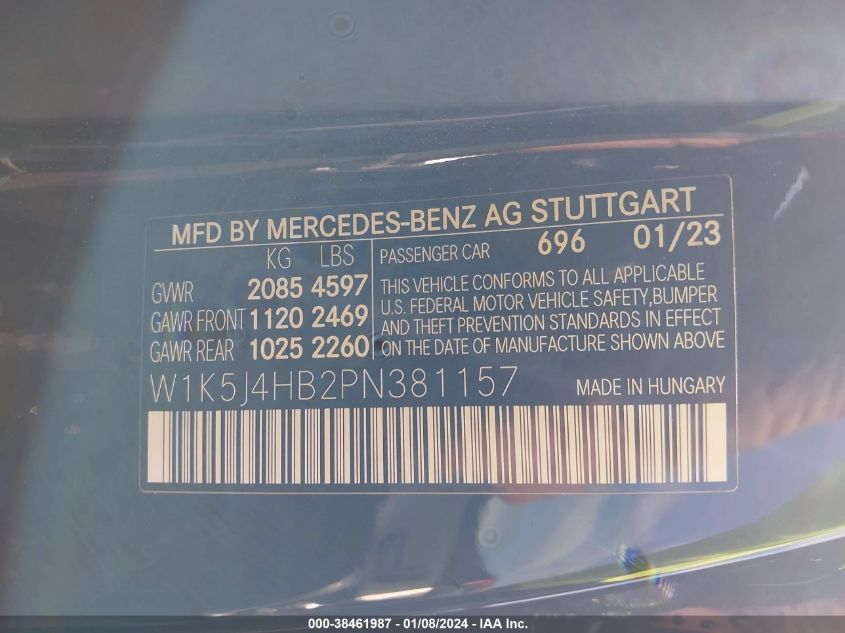 MFD BY MERCEDES-BENZ AG STUTTGART
KG LBS
GVWR 2085 4597
GAWR FRONT 1120 2469
GAWR REAR 1025 2260
PASSENGER CAR 696 01/23
THIS VEHICLE CONFORMS TO ALL APPLICABLE
U.S. FEDERAL MOTOR VEHICLE SAFETY, BUMPER
AND THEFT PREVENTION STANDARDS IN EFFECT
ON THE DATE OF MANUFACTURE SHOWN ABOVE
W1K5J4HB2PN381157 MADE IN HUNGARY
000-38461987 - 01/08/2024 - IAA Inc.